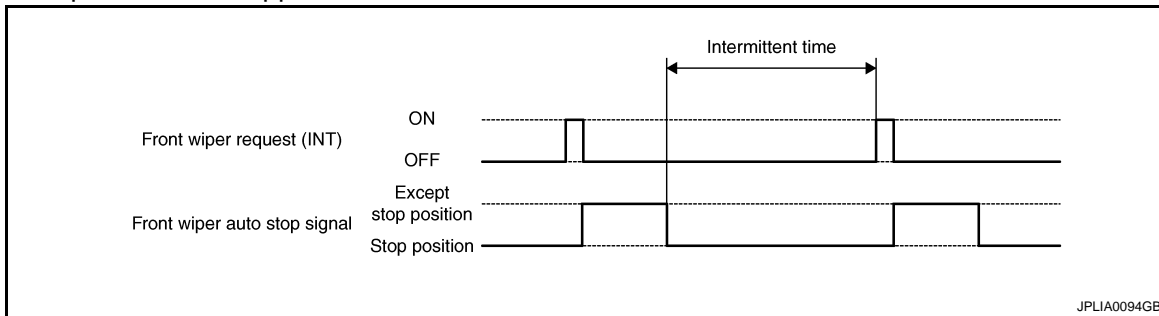 Intermittent time
ON
Front wiper request (INT)
OFF
Except
stop position
Front wiper auto stop signal
Stop position
JPLIA0094GB